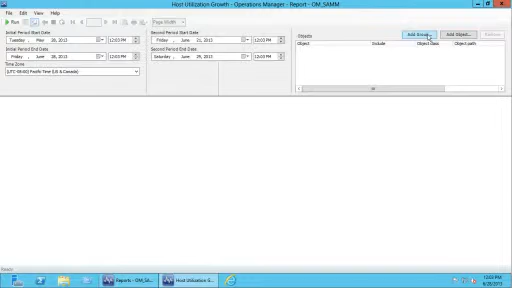 Host Utilization Growth - Operations Manager - Report - OM_SAMM
File Edit View Help
Run
Page Width
Initial Period Start Date
Tuesday , May 28, 2013 12:03 PM
Initial Period End Date
Friday , June 28, 2013 12:03 PM
Time Zone
(UTC-08:00) Pacific Time (US & Canada)
Second Period Start Date
Friday , June 21, 2013 12:03 PM
Second Period End Date
Saturday , June 29, 2013 12:03 PM
Objects
Add Group... Add Object... Remove
Object Include Object class Object path
Ready
Reports - OM_SA...
Host Utilization G...
12:03 PM
6/28/2013